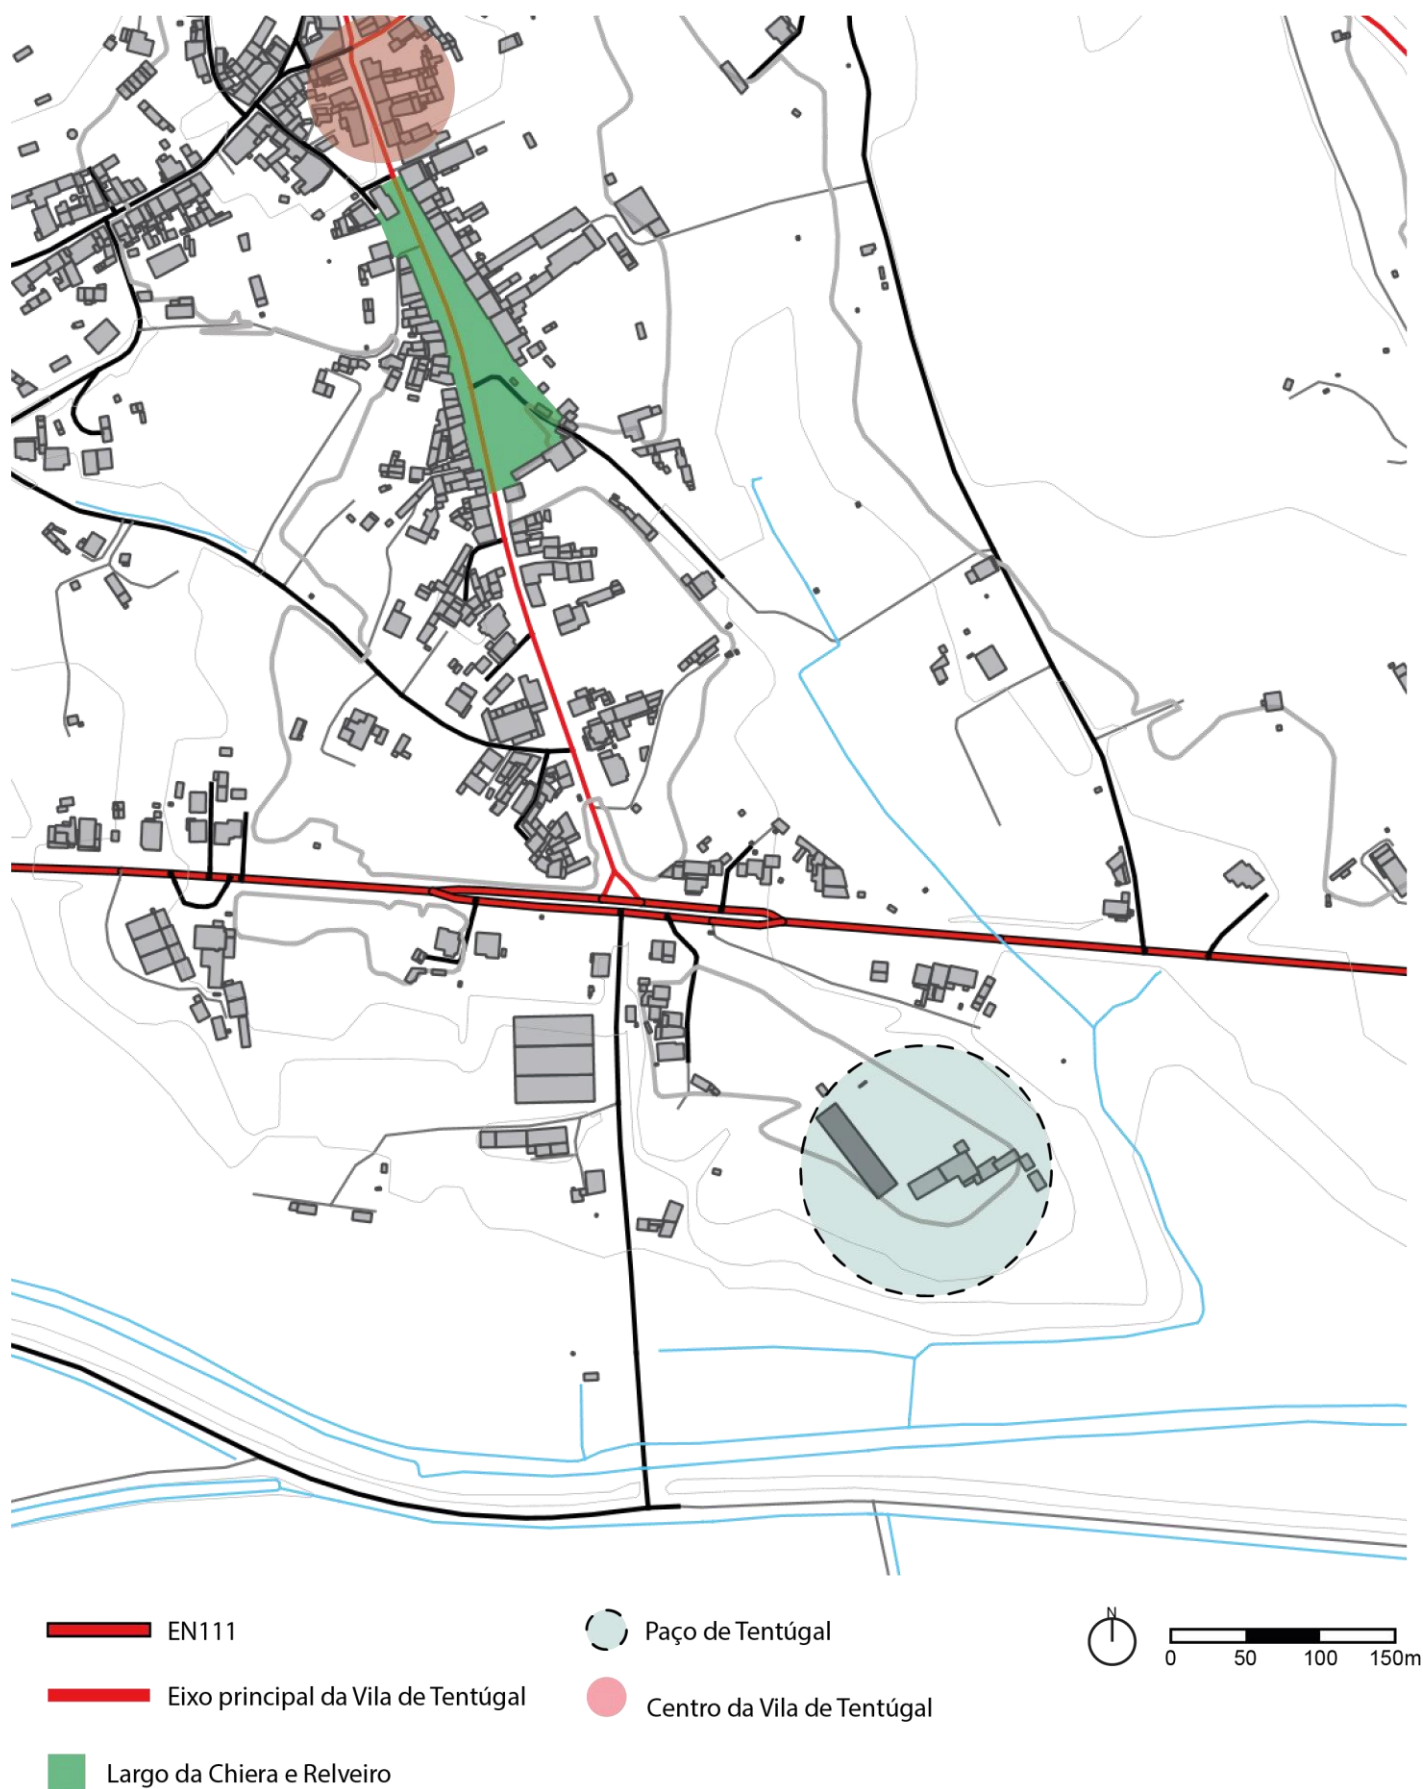 EN111
Eixo principal da Vila de Tentúgal
Largo da Chiera e Relveiro
Paço de Tentúgal
Centro da Vila de Tentúgal
N
0 50 100 150m